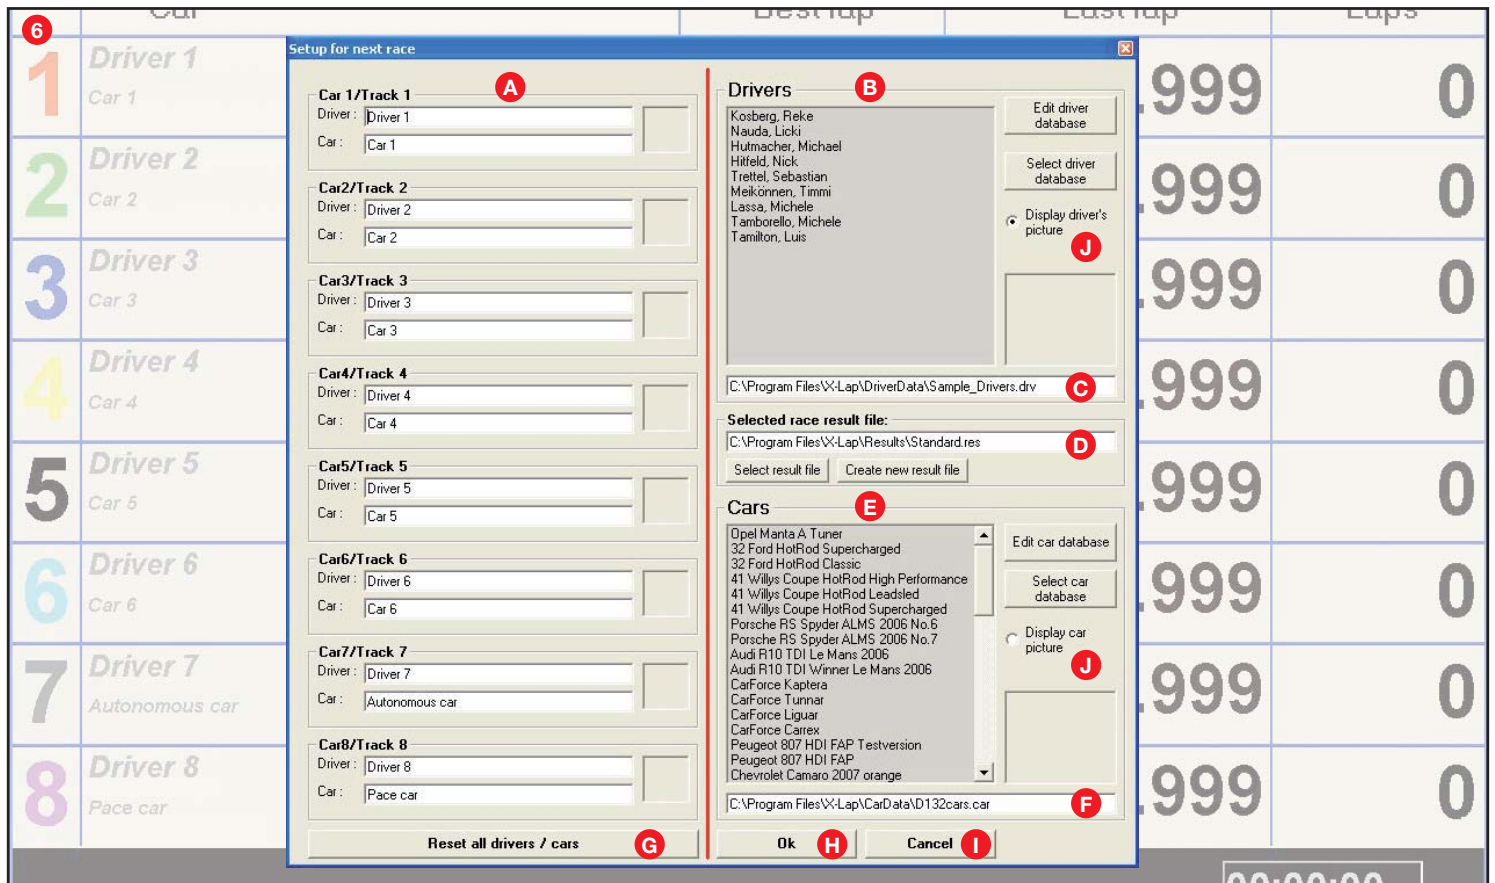 Car Best lap Last lap Laps
6
1 Driver 1
Car 1
.999 0
2 Driver 2
Car 2
.999 0
3 Driver 3
Car 3
.999 0
4 Driver 4
Car 4
.999 0
5 Driver 5
Car 5
.999 0
6 Driver 6
Car 6
.999 0
7 Driver 7
Autonomous car
.999 0
8 Driver 8
Pace car
.999 0
00:00:00
Setup for next race
A
Car 1/Track 1
Driver : Driver 1
Car : Car 1
Car2/Track 2
Driver : Driver 2
Car : Car 2
Car3/Track 3
Driver : Driver 3
Car : Car 3
Car4/Track 4
Driver : Driver 4
Car : Car 4
Car5/Track 5
Driver : Driver 5
Car : Car 5
Car6/Track 6
Driver : Driver 6
Car : Car 6
Car7/Track 7
Driver : Driver 7
Car : Autonomous car
Car8/Track 8
Driver : Driver 8
Car : Pace car
Reset all drivers / cars G
Drivers B
Kosberg, Reke
Nauda, Licki
Hutmacher, Michael
Hitfeld, Nick
Trettel, Sebastian
Meikönnen, Timmi
Lassa, Michele
Tamborello, Michele
Tamilton, Luis
Edit driver
database
Select driver
database
Display driver's
picture
J
C:\Program Files\X-Lap\DriverData\Sample_Drivers.drv C
Selected race result file:
C:\Program Files\X-Lap\Results\Standard.res D
Select result file Create new result file
Cars E
Opel Manta A Tuner
32 Ford HotRod Supercharged
32 Ford HotRod Classic
41 Willys Coupe HotRod High Performance
41 Willys Coupe HotRod Leadsled
41 Willys Coupe HotRod Supercharged
Porsche RS Spyder ALMS 2006 No.6
Porsche RS Spyder ALMS 2006 No.7
Audi R10 TDI Le Mans 2006
Audi R10 TDI Winner Le Mans 2006
CarForce Kaptera
CarForce Tunnar
CarForce Liguar
CarForce Carrex
Peugeot 807 HDI FAP Testversion
Peugeot 807 HDI FAP
Chevrolet Camaro 2007 orange
Edit car database
Select car
database
Display car
picture
J
C:\Program Files\X-Lap\CarData\D132cars.car F
Ok H Cancel I